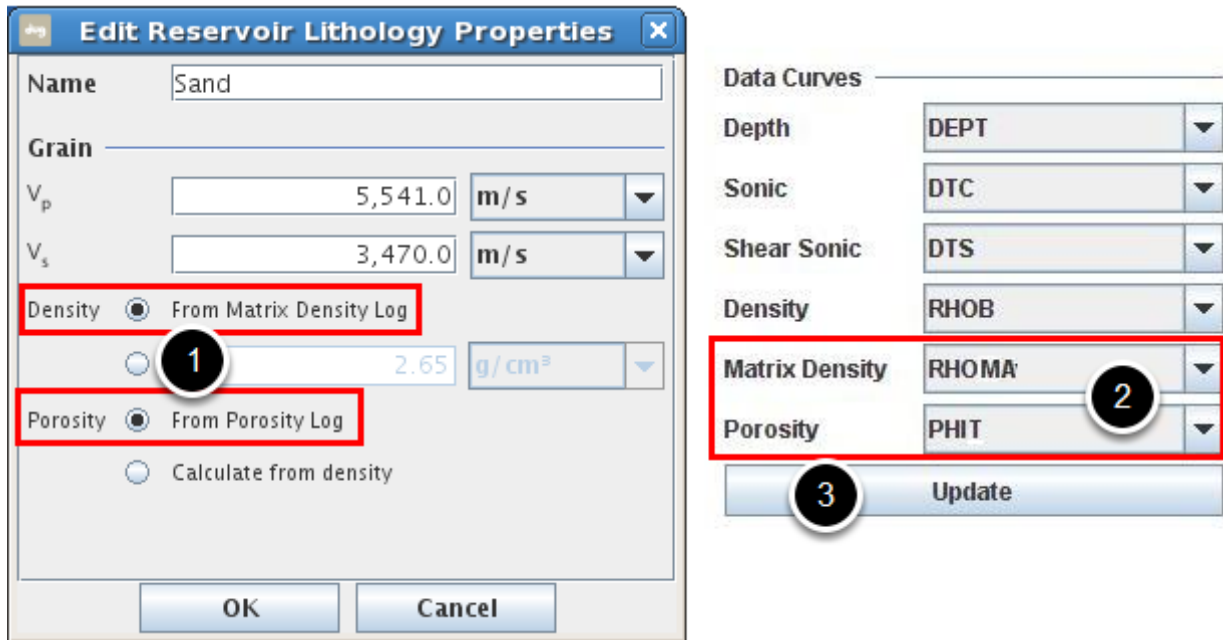 Edit Reservoir Lithology Properties
Name Sand
Grain
Vp 5,541.0 m/s
Vs 3,470.0 m/s
Density From Matrix Density Log
1 2.65 g/cm³
Porosity From Porosity Log
Calculate from density
OK Cancel
Data Curves
Depth DEPT
Sonic DTC
Shear Sonic DTS
Density RHOB
Matrix Density RHOMA
2
Porosity PHIT
3 Update